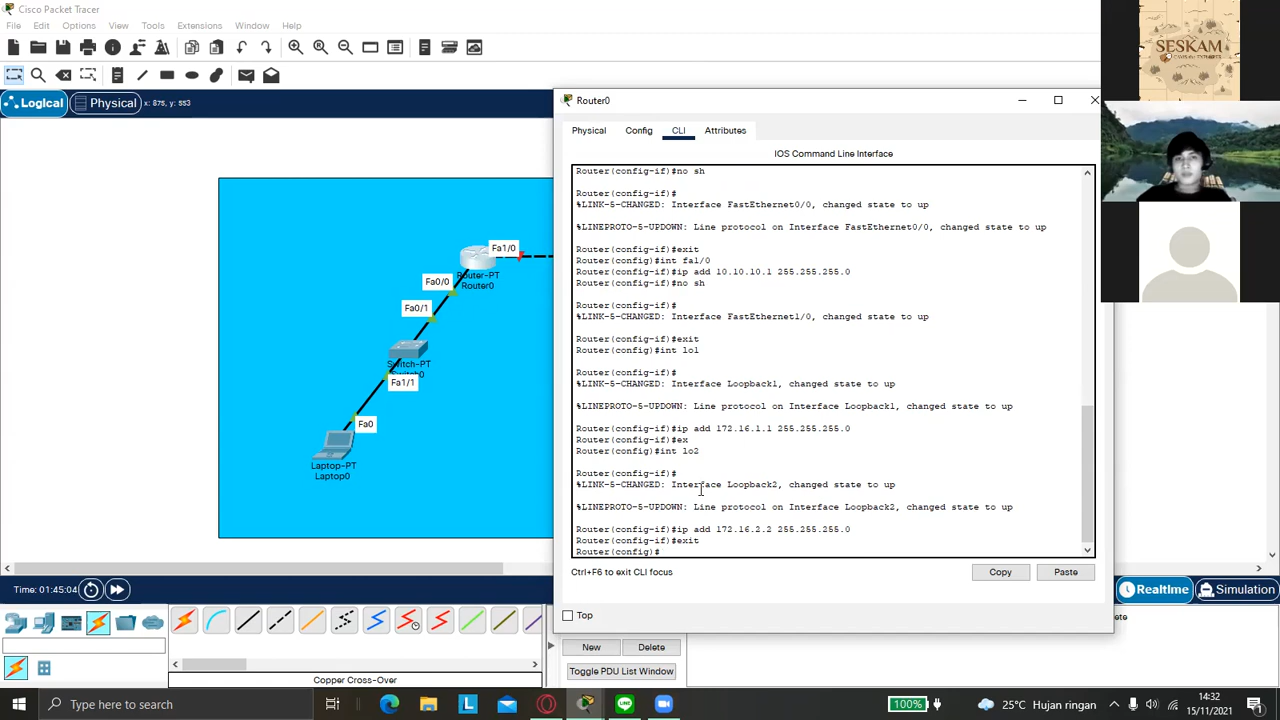 Cisco Packet Tracer
File Edit Options View Tools Extensions Window Help
Logical Physical x: 875, y: 553
Router0
Physical Config CLI Attributes
IOS Command Line Interface
Router(config-if)#no sh
Router(config-if)#
%LINK-5-CHANGED: Interface FastEthernet0/0, changed state to up
%LINEPROTO-5-UPDOWN: Line protocol on Interface FastEthernet0/0, changed state to up
Router(config-if)#exit
Router(config)#int fa1/0
Router(config-if)#ip add 10.10.10.1 255.255.255.0
Router(config-if)#no sh
Router(config-if)#
%LINK-5-CHANGED: Interface FastEthernet1/0, changed state to up
Router(config-if)#exit
Router(config)#int lo1
Router(config-if)#
%LINK-5-CHANGED: Interface Loopback1, changed state to up
%LINEPROTO-5-UPDOWN: Line protocol on Interface Loopback1, changed state to up
Router(config-if)#ip add 172.16.1.1 255.255.255.0
Router(config-if)#ex
Router(config)#int lo2
Router(config-if)#
%LINK-5-CHANGED: Interface Loopback2, changed state to up
%LINEPROTO-5-UPDOWN: Line protocol on Interface Loopback2, changed state to up
Router(config-if)#ip add 172.16.2.2 255.255.255.0
Router(config-if)#exit
Router(config)#
Ctrl+F6 to exit CLI focus
Copy Paste
Top
Fa1/0
Router-PT
Router0
Fa0/0
Fa0/1
Switch-PT
Switch0
Fa1/1
Fa0
Laptop-PT
Laptop0
SESKAM
Time: 01:45:04
Realtime Simulation
New Delete
Toggle PDU List Window
Copper Cross-Over
Type here to search
100%
25°C Hujan ringan
14:32
15/11/2021